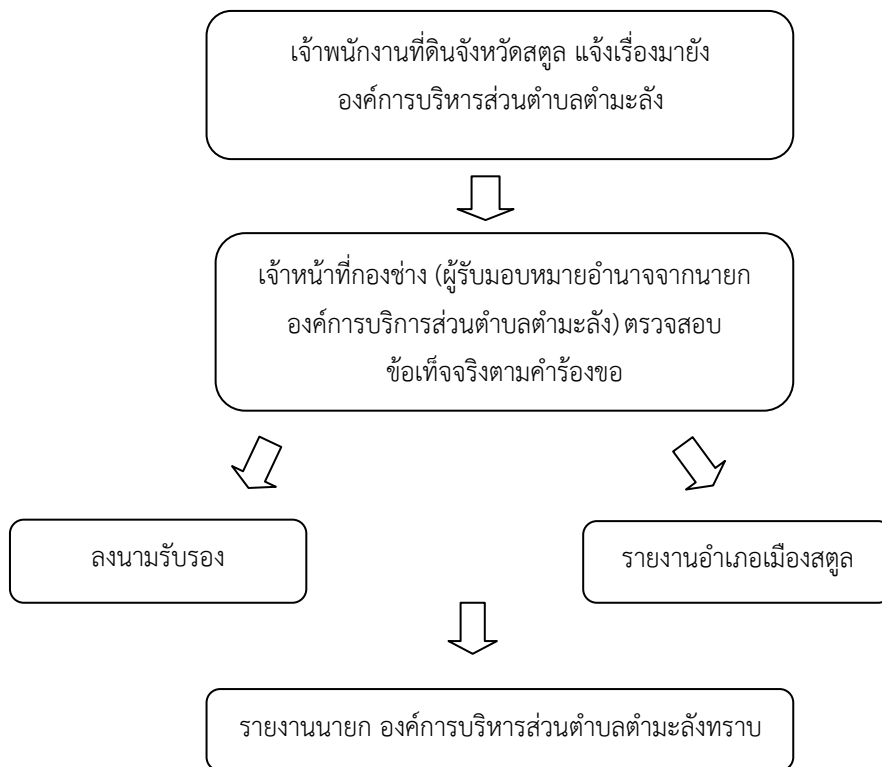 เจ้าพนักงานที่ดินจังหวัดสตูล แจ้งเรื่องมายัง
องค์การบริหารส่วนตำบลตำมะลัง
เจ้าหน้าที่กองช่าง (ผู้รับมอบหมายอำนาจจากนายก
องค์การบริการส่วนตำบลตำมะลัง) ตรวจสอบ
ข้อเท็จจริงตามคำร้องขอ
ลงนามรับรอง
รายงานอำเภอเมืองสตูล
รายงานนายก องค์การบริหารส่วนตำบลตำมะลังทราบ